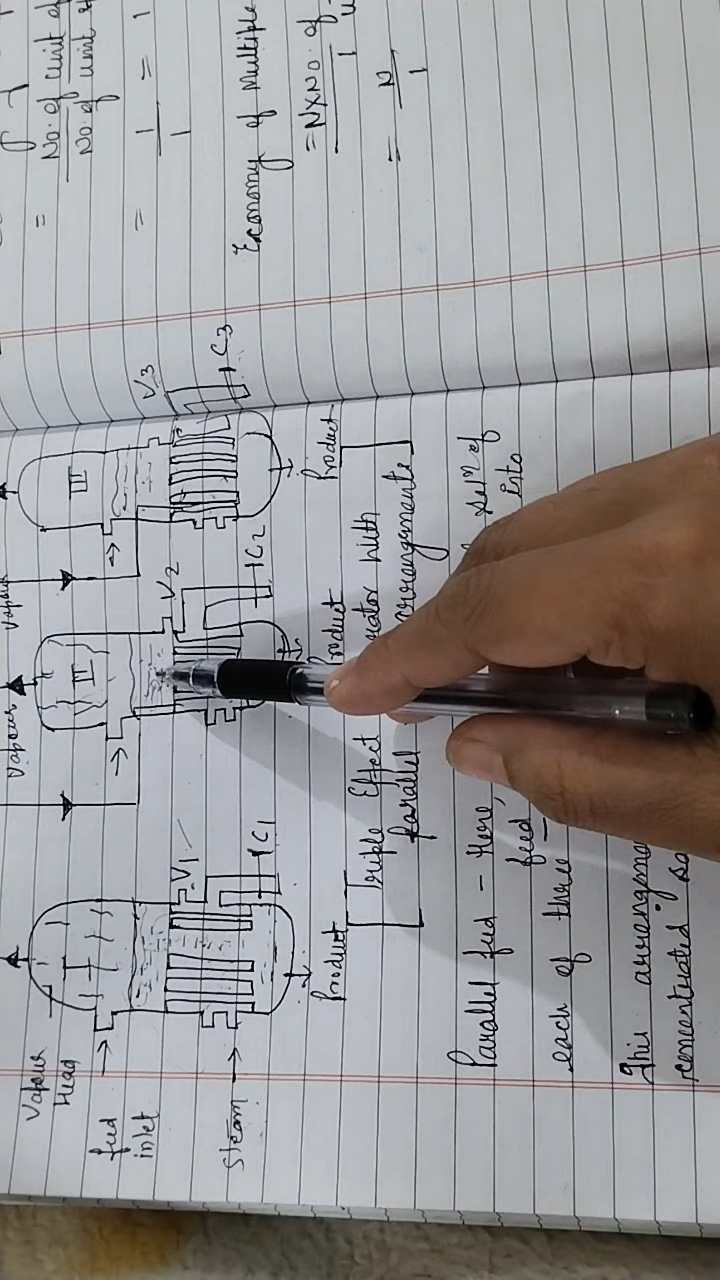 Vapour
Head
Vapour
Vapour
I
II
III
feed
inlet
Steam
V1
V2
V3
C1
C2
C3
Product
Product
Product
Triple Effect
with
parallel
arrangements
Parallel feed - Here,
seln of
feed
into
each of three
This
concentrated
No. of unit of
= No. of unit
= 1/1 = 1
Economy of Multiple
= N×No. of
1
= N/1